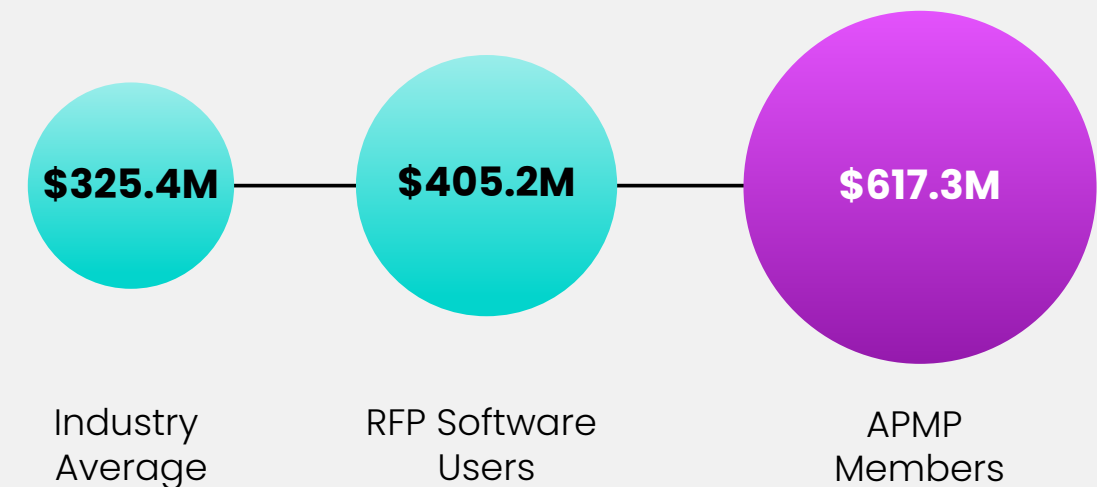 $325.4M
$405.2M
$617.3M
Industry
Average
RFP Software
Users
APMP
Members